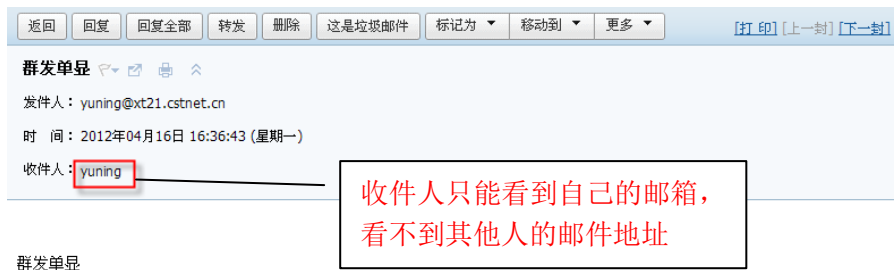 返回 回复 回复全部 转发 删除 这是垃圾邮件 标记为 移动到 更多 [打 印] [上一封] [下一封]
群发单显
发件人：yuning@xt21.cstnet.cn
时 间：2012年04月16日 16:36:43 (星期一)
收件人：yuning
收件人只能看到自己的邮箱，
看不到其他人的邮件地址
群发单显